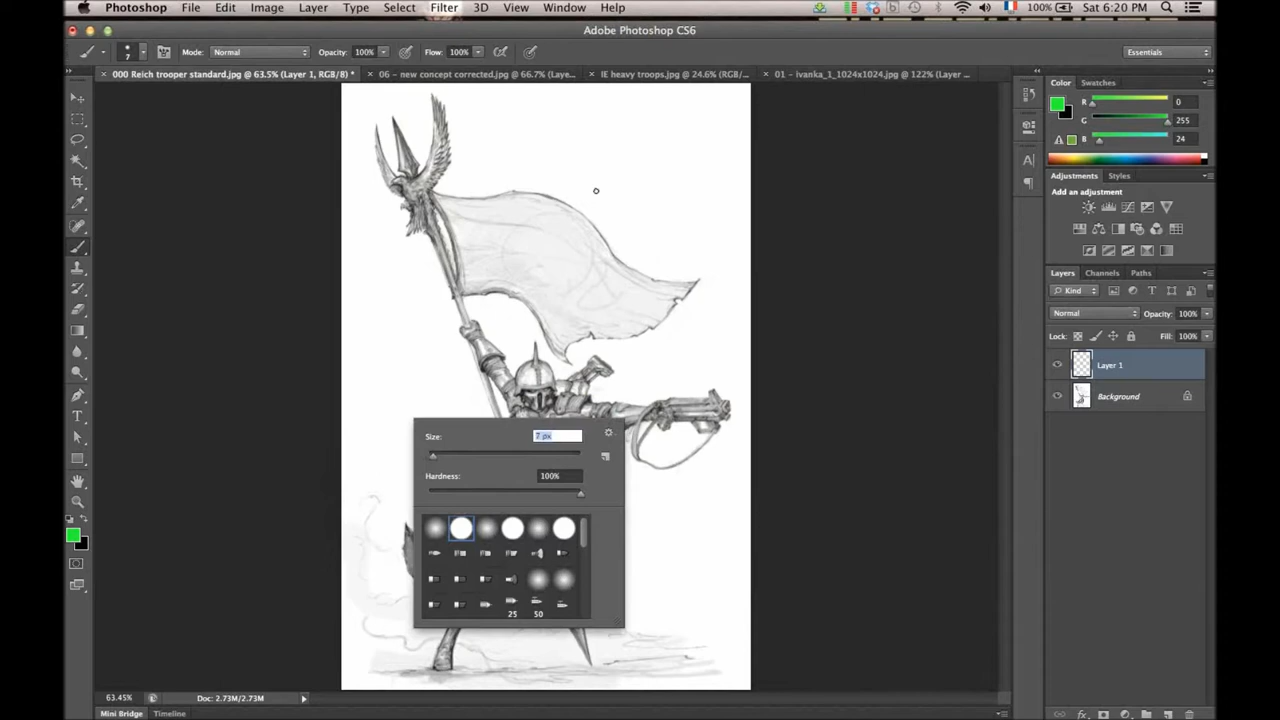 Photoshop File Edit Image Layer Type Select Filter 3D View Window Help 100% Sat 6:20 PM
Adobe Photoshop CS6
7 Mode: Normal Opacity: 100% Flow: 100% Essentials
000 Reich trooper standard.jpg @ 63.5% (Layer 1, RGB/8) * 06 - new concept corrected.jpg @ 66.7% (Laye... IE heavy troops.jpg @ 24.6% (RGB/... 01 - ivanka_1_1024x1024.jpg @ 122% (Layer ...
Color Swatches
R 0
G 255
B 24
Adjustments Styles
Add an adjustment
Layers Channels Paths
Kind
Normal Opacity: 100%
Lock: Fill: 100%
Layer 1
Background
Size: 7 px
Hardness: 100%
25 50
63.45% Doc: 2.73M/2.73M
Mini Bridge Timeline